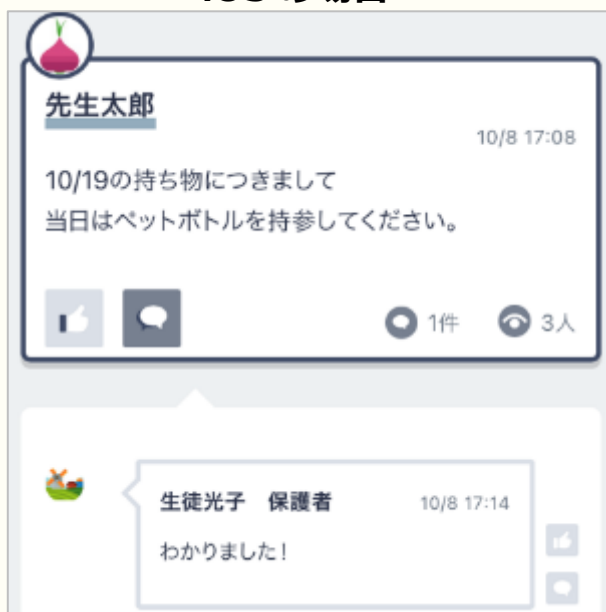 先生太郎
10/8 17:08
10/19の持ち物につきまして
当日はペットボトルを持参してください。
1件
3人
生徒光子　保護者
10/8 17:14
わかりました！